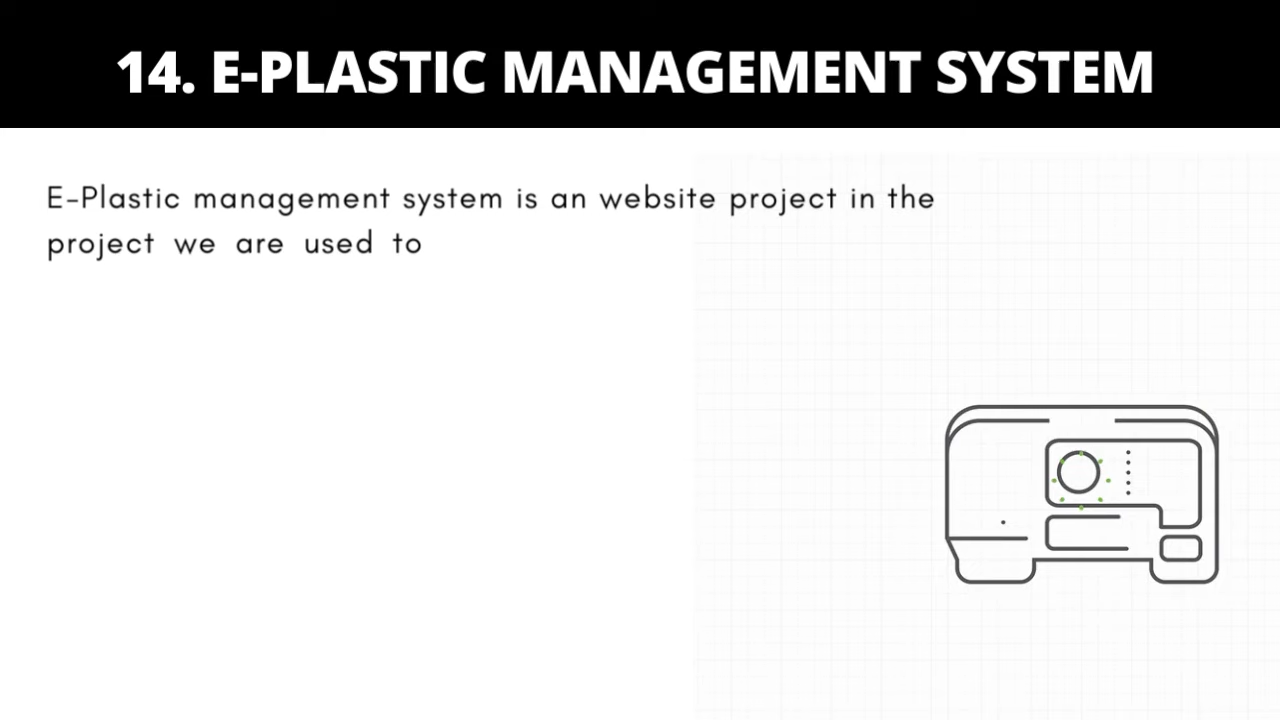 14. E-PLASTIC MANAGEMENT SYSTEM
E-Plastic management system is an website project in the
project we are used to